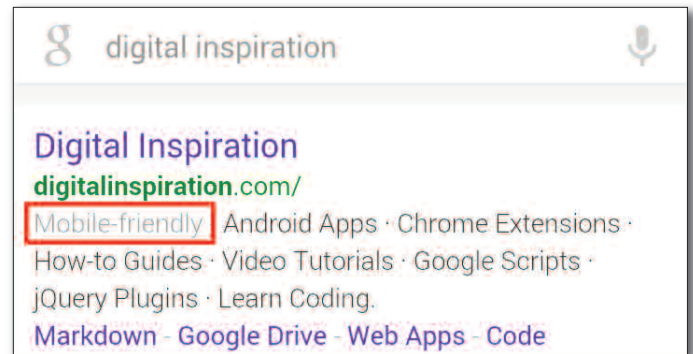 g digital inspiration
Digital Inspiration
digitalinspiration.com/
Mobile-friendly Android Apps · Chrome Extensions ·
How-to Guides · Video Tutorials · Google Scripts ·
jQuery Plugins · Learn Coding.
Markdown - Google Drive - Web Apps - Code